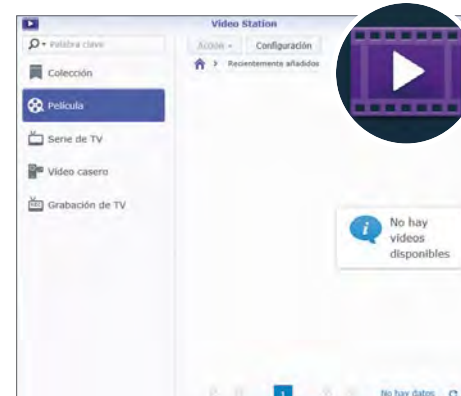 Video Station
Palabra clave
Acción
Configuración
Recientemente añadidos
Colección
Película
Serie de TV
Vídeo casero
Grabación de TV
No hay
vídeos
disponibles
1
No hay datos